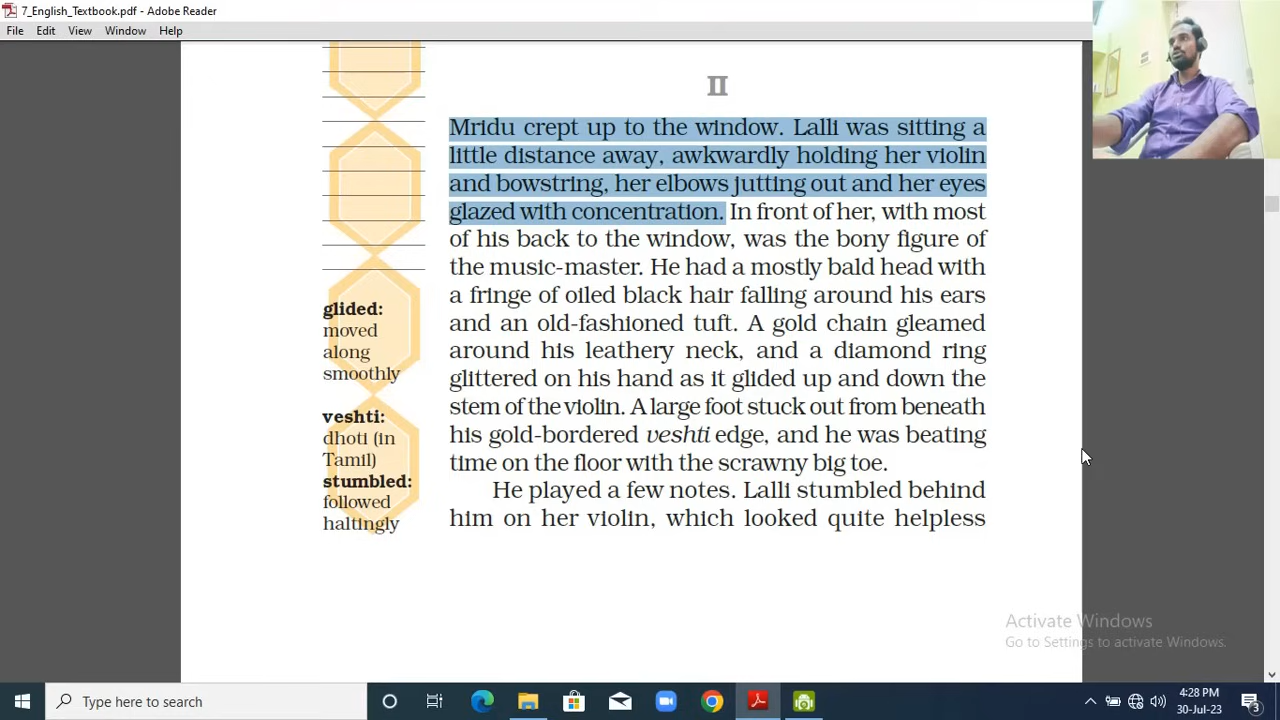 7_English_Textbook.pdf - Adobe Reader
File Edit View Window Help
II
Mridu crept up to the window. Lalli was sitting a
little distance away, awkwardly holding her violin
and bowstring, her elbows jutting out and her eyes
glazed with concentration. In front of her, with most
of his back to the window, was the bony figure of
the music-master. He had a mostly bald head with
a fringe of oiled black hair falling around his ears
and an old-fashioned tuft. A gold chain gleamed
around his leathery neck, and a diamond ring
glittered on his hand as it glided up and down the
stem of the violin. A large foot stuck out from beneath
his gold-bordered veshti edge, and he was beating
time on the floor with the scrawny big toe.
He played a few notes. Lalli stumbled behind
him on her violin, which looked quite helpless
glided:
moved
along
smoothly
veshti:
dhoti (in
Tamil)
stumbled:
followed
haltingly
Activate Windows
Go to Settings to activate Windows.
Type here to search
4:28 PM
30-Jul-23
3